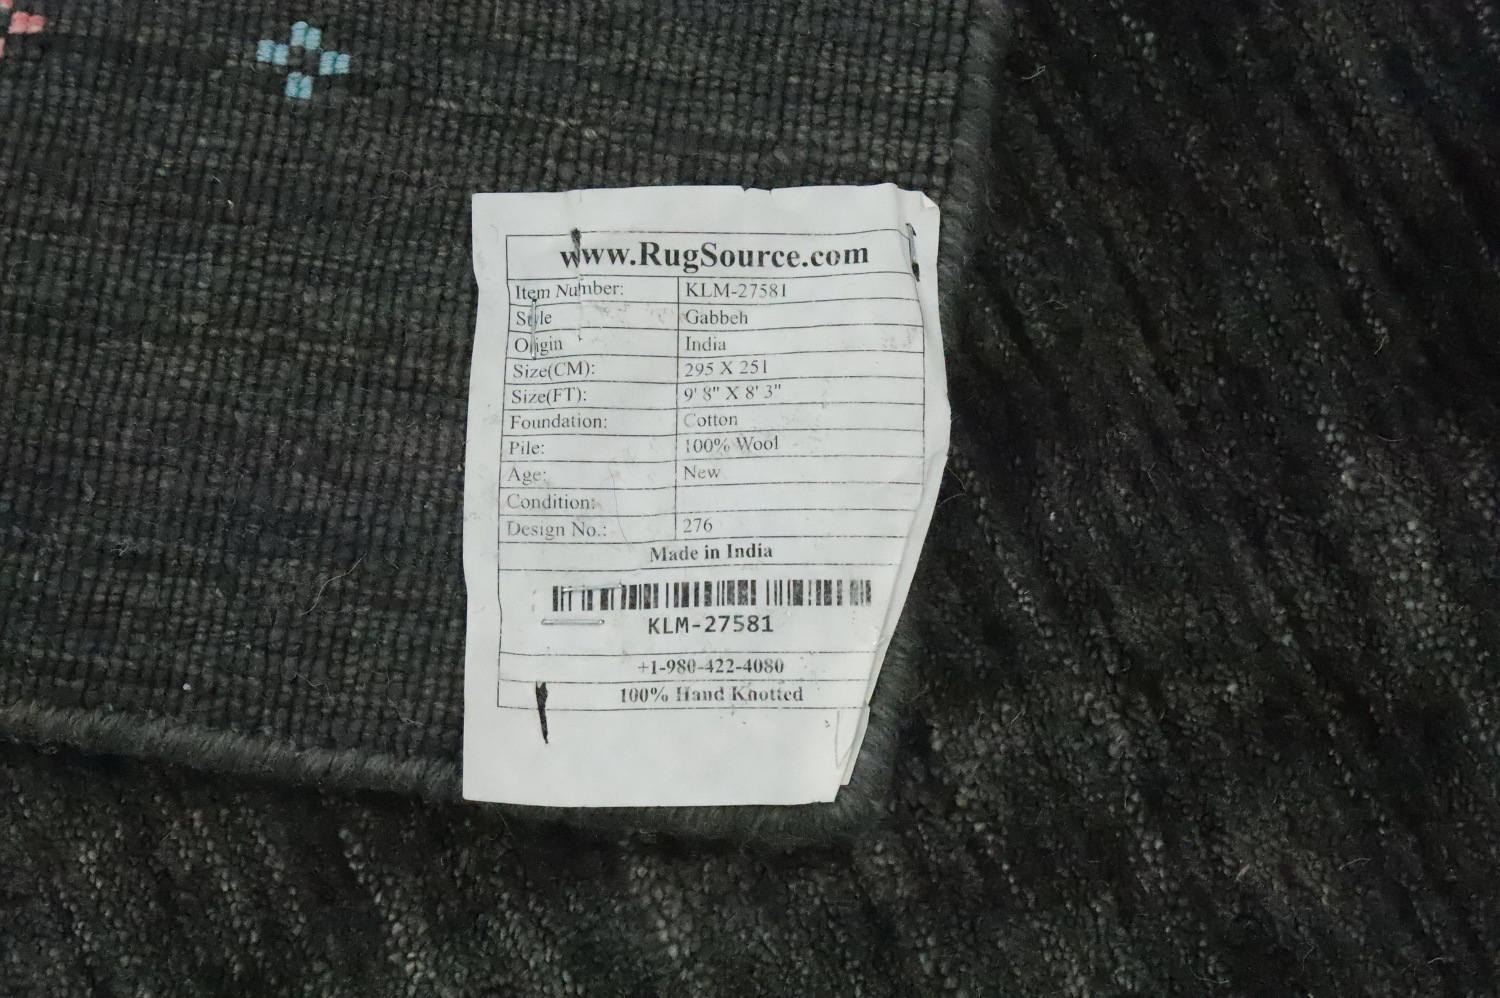 www.RugSource.com
Item Number: KLM-27581
Style Gabbeh
Origin India
Size(CM): 295 X 251
Size(FT): 9' 8" X 8' 3"
Foundation: Cotton
Pile: 100% Wool
Age: New
Condition:
Design No.: 276
Made in India
KLM-27581
+1-980-422-4080
100% Hand Knotted